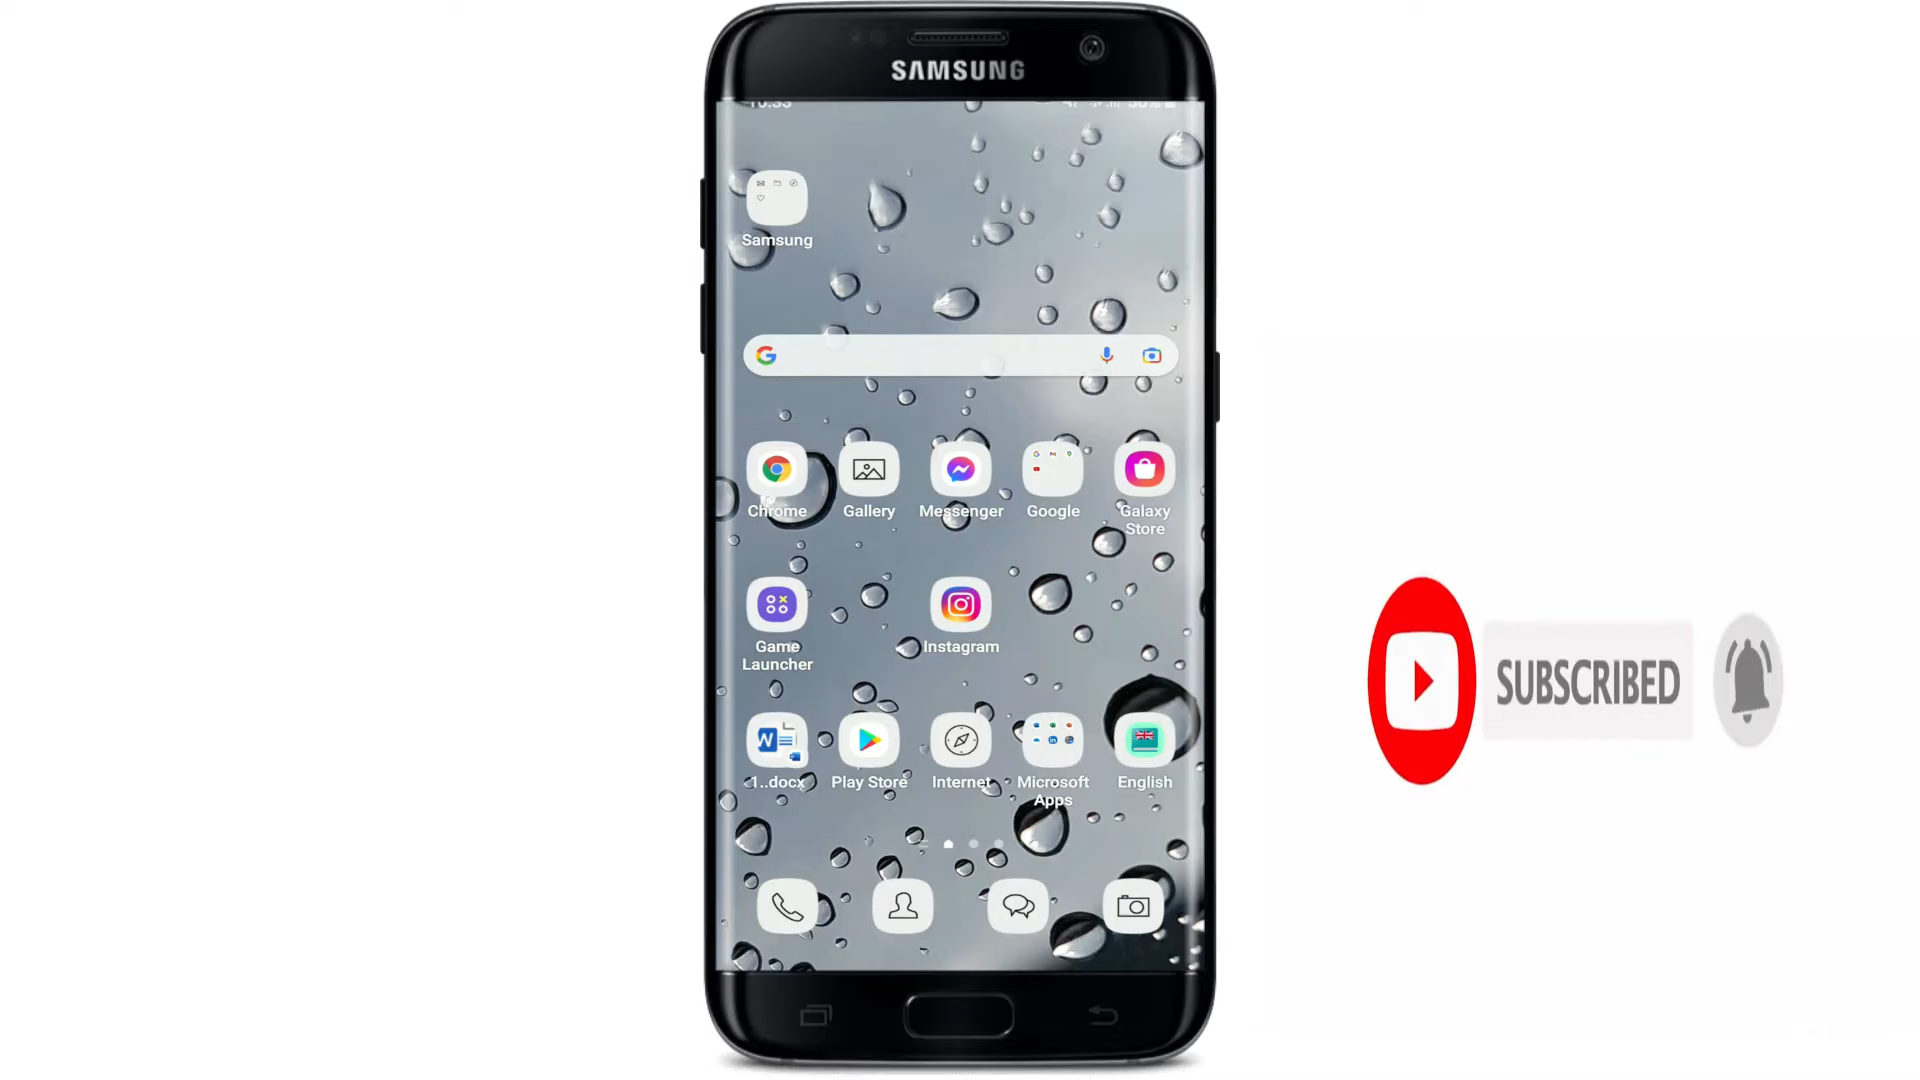 SAMSUNG
Samsung
Chrome
Gallery
Messenger
Google
Galaxy
Store
Game
Launcher
Instagram
1..docx
Play Store
Internet
Microsoft
Apps
English
SUBSCRIBED